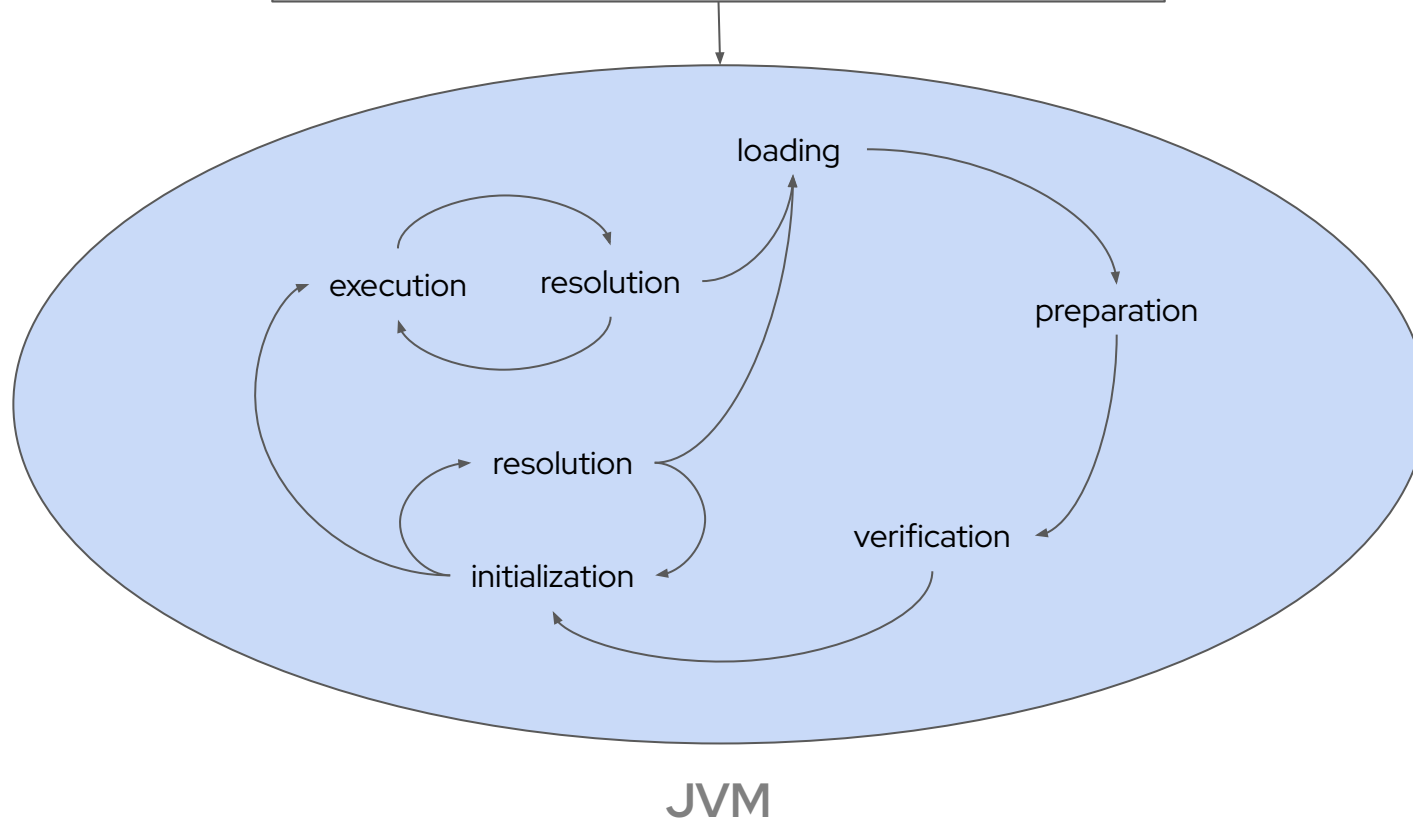 loading
execution
resolution
preparation
resolution
verification
initialization
JVM